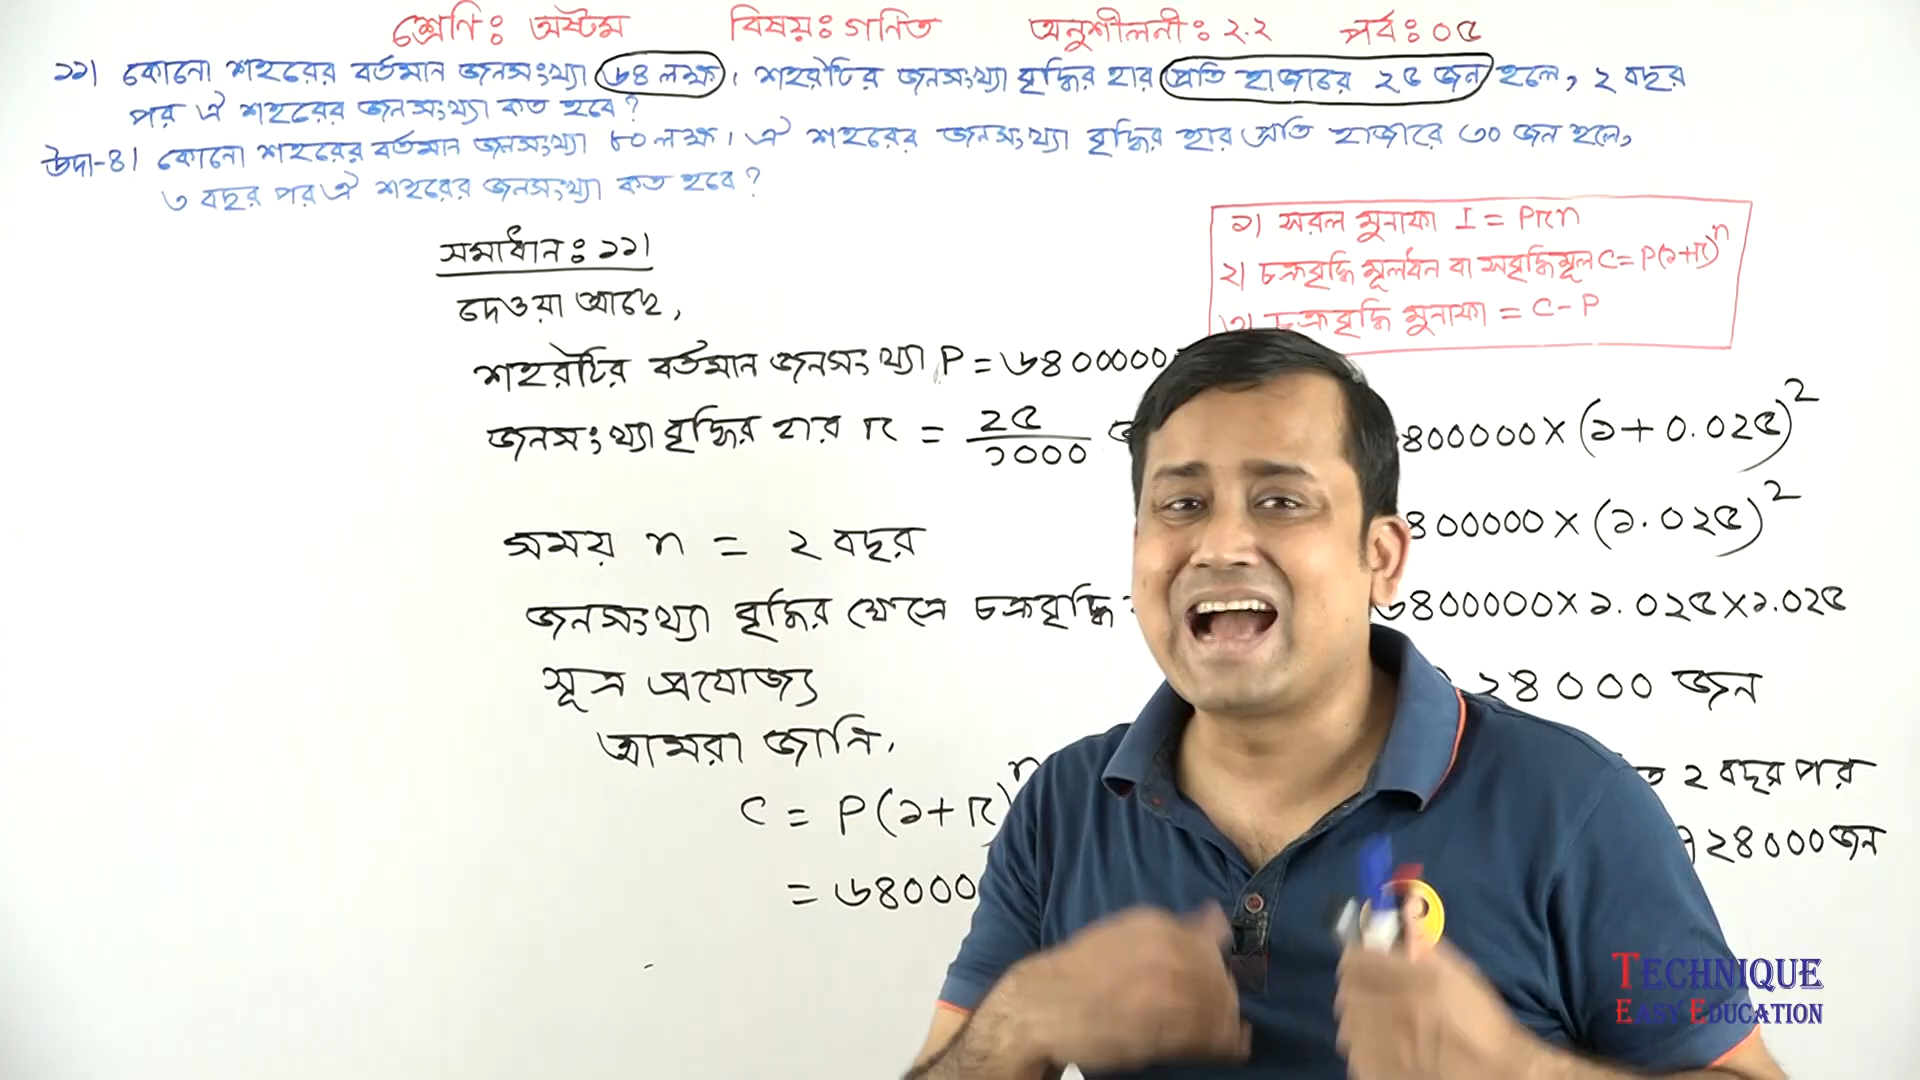 শ্রেণি: অষ্টম বিষয়: গণিত অনুশীলনী: ২.২ পর্ব: ০৫
১১। কোনো শহরের বর্তমান জনসংখ্যা ৬৪ লক্ষ। শহরটির জনসংখ্যা বৃদ্ধির হার প্রতি হাজারে ২৫ জন হলে, ২ বছর
পর ঐ শহরের জনসংখ্যা কত হবে?
উদা-৪। কোনো শহরের বর্তমান জনসংখ্যা ৮০ লক্ষ। ঐ শহরের জনসংখ্যা বৃদ্ধির হার প্রতি হাজারে ৩০ জন হলে,
৩ বছর পর ঐ শহরের জনসংখ্যা কত হবে?
১) সরল মুনাফা I = Prn
২) চক্রবৃদ্ধি মূলধন বা সবৃদ্ধিমূল C = P(১+r)^n
৩) চক্রবৃদ্ধি মুনাফা = C - P
সমাধান: ১১।
দেওয়া আছে,
শহরটির বর্তমান জনসংখ্যা P = ৬৪০০০০০
জনসংখ্যা বৃদ্ধির হার r = ২৫/১০০০
সময় n = ২ বছর
জনসংখ্যা বৃদ্ধির ক্ষেত্রে চক্রবৃদ্ধি
সূত্র প্রযোজ্য
আমরা জানি,
C = P(১+r)^n
= ৬৪০০০
৪০০০০০ × (১+০.০২৫)^২
৪০০০০০ × (১.০২৫)^২
৬৪০০০০০ × ১.০২৫ × ১.০২৫
২৪০০০ জন
২ বছর পর
৭২৪০০০ জন
TECHNIQUE
EASY EDUCATION